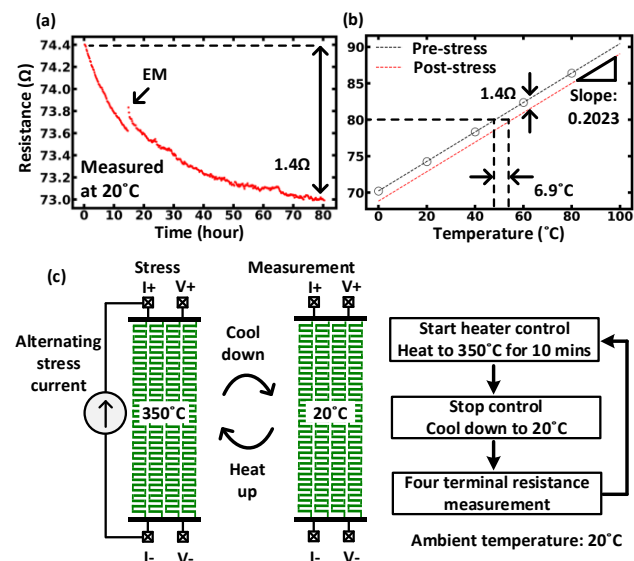 (a)
74.4
74.2
74.0
73.8
73.6
73.4
73.2
73.0
Resistance (Ω)
EM
Measured
at 20˚C
1.4Ω
0 10 20 30 40 50 60 70 80
Time (hour)
(b)
90
85
80
75
70
Pre-stress
Post-stress
1.4Ω
Slope:
0.2023
6.9˚C
0 20 40 60 80 100
Temperature (˚C)
(c)
Stress
I+ V+
Alternating
stress
current
350˚C
I- V-
Cool
down
Heat
up
Measurement
I+ V+
20˚C
I- V-
Start heater control
Heat to 350˚C for 10 mins
Stop control
Cool down to 20˚C
Four terminal resistance
measurement
Ambient temperature: 20˚C